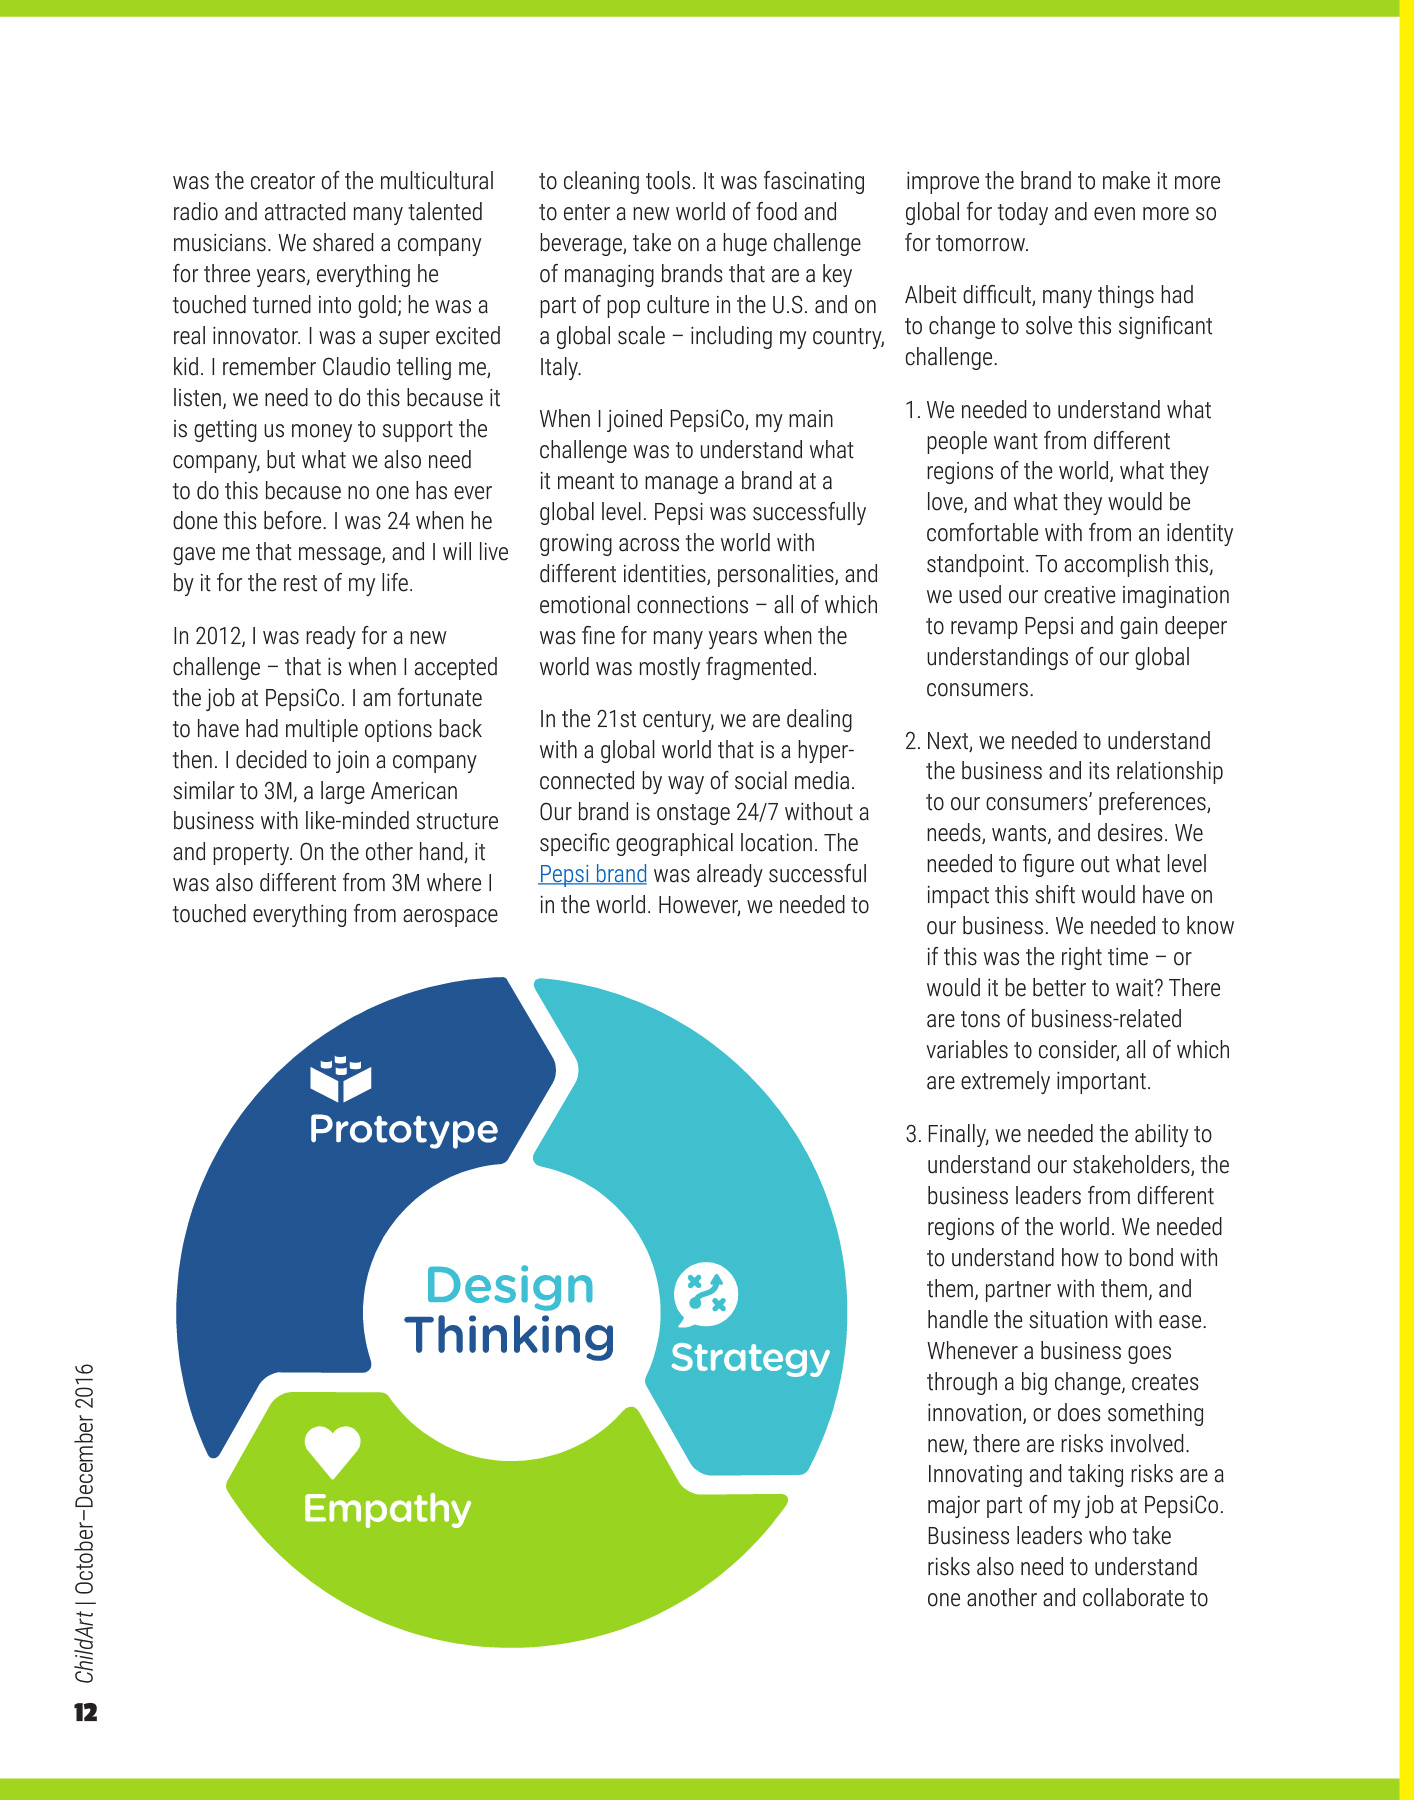 was the creator of the multicultural
radio and attracted many talented
musicians. We shared a company
for three years, everything he
touched turned into gold; he was a
real innovator. I was a super excited
kid. I remember Claudio telling me,
listen, we need to do this because it
is getting us money to support the
company, but what we also need
to do this because no one has ever
done this before. I was 24 when he
gave me that message, and I will live
by it for the rest of my life.
In 2012, I was ready for a new
challenge – that is when I accepted
the job at PepsiCo. I am fortunate
to have had multiple options back
then. I decided to join a company
similar to 3M, a large American
business with like-minded structure
and property. On the other hand, it
was also different from 3M where I
touched everything from aerospace
to cleaning tools. It was fascinating
to enter a new world of food and
beverage, take on a huge challenge
of managing brands that are a key
part of pop culture in the U.S. and on
a global scale – including my country,
Italy.
When I joined PepsiCo, my main
challenge was to understand what
it meant to manage a brand at a
global level. Pepsi was successfully
growing across the world with
different identities, personalities, and
emotional connections – all of which
was fine for many years when the
world was mostly fragmented.
In the 21st century, we are dealing
with a global world that is a hyper-
connected by way of social media.
Our brand is onstage 24/7 without a
specific geographical location. The
Pepsi brand was already successful
in the world. However, we needed to
improve the brand to make it more
global for today and even more so
for tomorrow.
Albeit difficult, many things had
to change to solve this significant
challenge.
1. We needed to understand what
people want from different
regions of the world, what they
love, and what they would be
comfortable with from an identity
standpoint. To accomplish this,
we used our creative imagination
to revamp Pepsi and gain deeper
understandings of our global
consumers.
2. Next, we needed to understand
the business and its relationship
to our consumers’ preferences,
needs, wants, and desires. We
needed to figure out what level
impact this shift would have on
our business. We needed to know
if this was the right time – or
would it be better to wait? There
are tons of business-related
variables to consider, all of which
are extremely important.
3. Finally, we needed the ability to
understand our stakeholders, the
business leaders from different
regions of the world. We needed
to understand how to bond with
them, partner with them, and
handle the situation with ease.
Whenever a business goes
through a big change, creates
innovation, or does something
new, there are risks involved.
Innovating and taking risks are a
major part of my job at PepsiCo.
Business leaders who take
risks also need to understand
one another and collaborate to
Prototype
Design
Thinking
Strategy
Empathy
ChildArt | October–December 2016
12